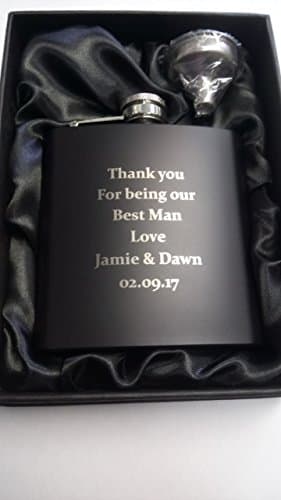 Thank you
For being our
Best Man
Love
Jamie & Dawn
02.09.17